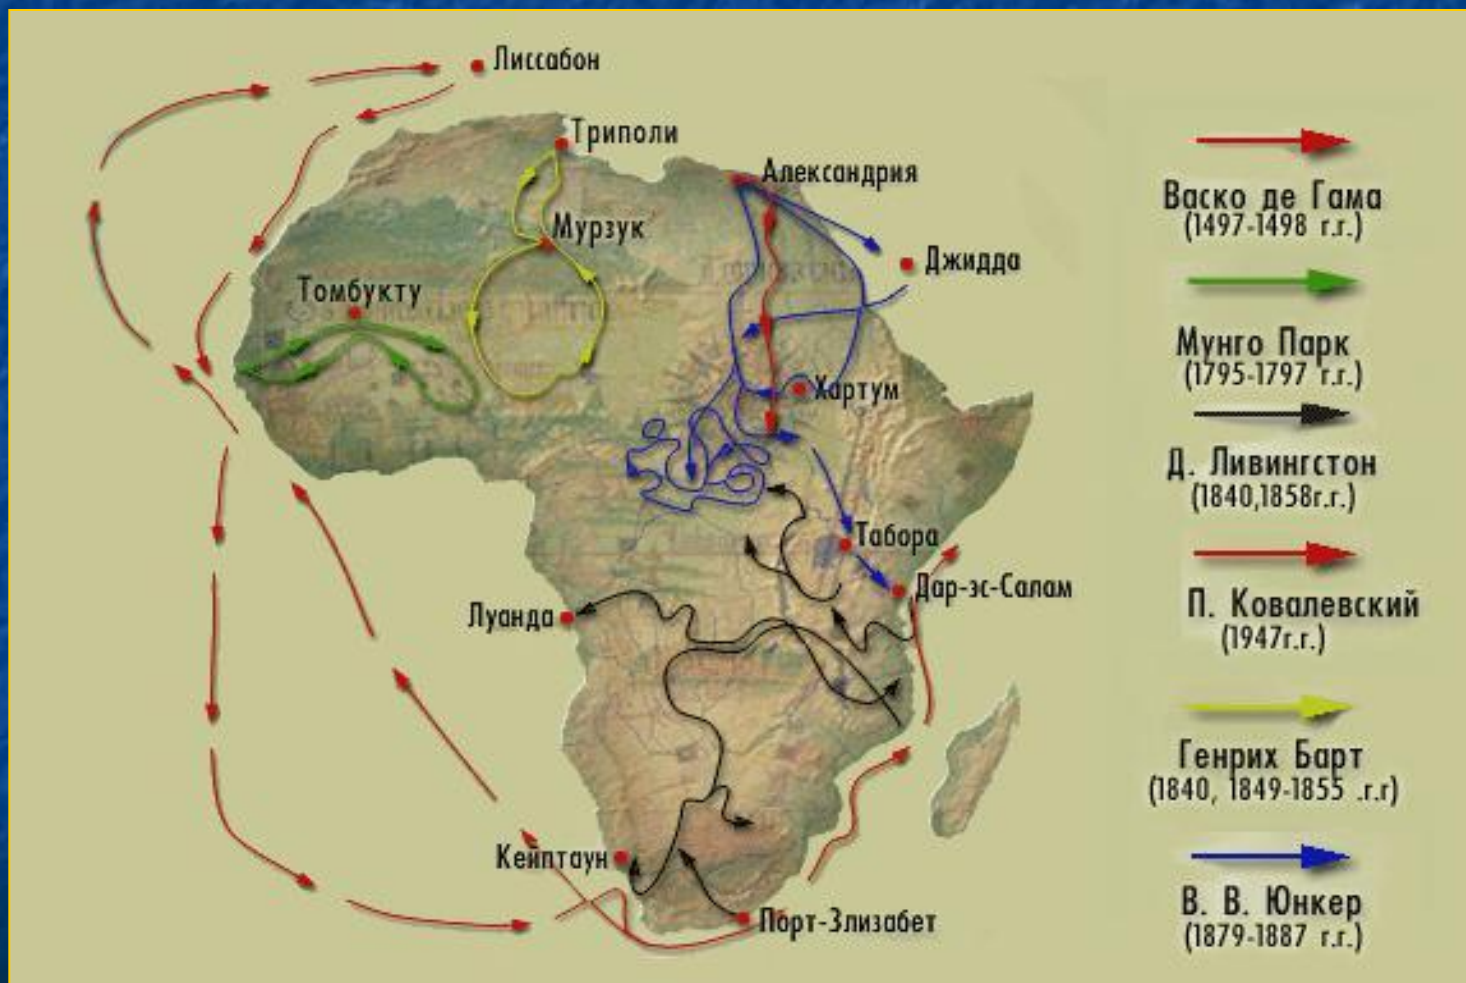 Лиссабон
Триполи
Александрия
Мурзук
Джидда
Томбукту
Хартум
Табора
Дар-эс-Салам
Луанда
Кейптаун
Порт-Элизабет
Васко де Гама
(1497-1498 г.г.)
Мунго Парк
(1795-1797 г.г.)
Д. Ливингстон
(1840,1858г.г.)
П. Ковалевский
(1947г.г.)
Генрих Барт
(1840, 1849-1855 .г.г)
В. В. Юнкер
(1879-1887 г.г.)